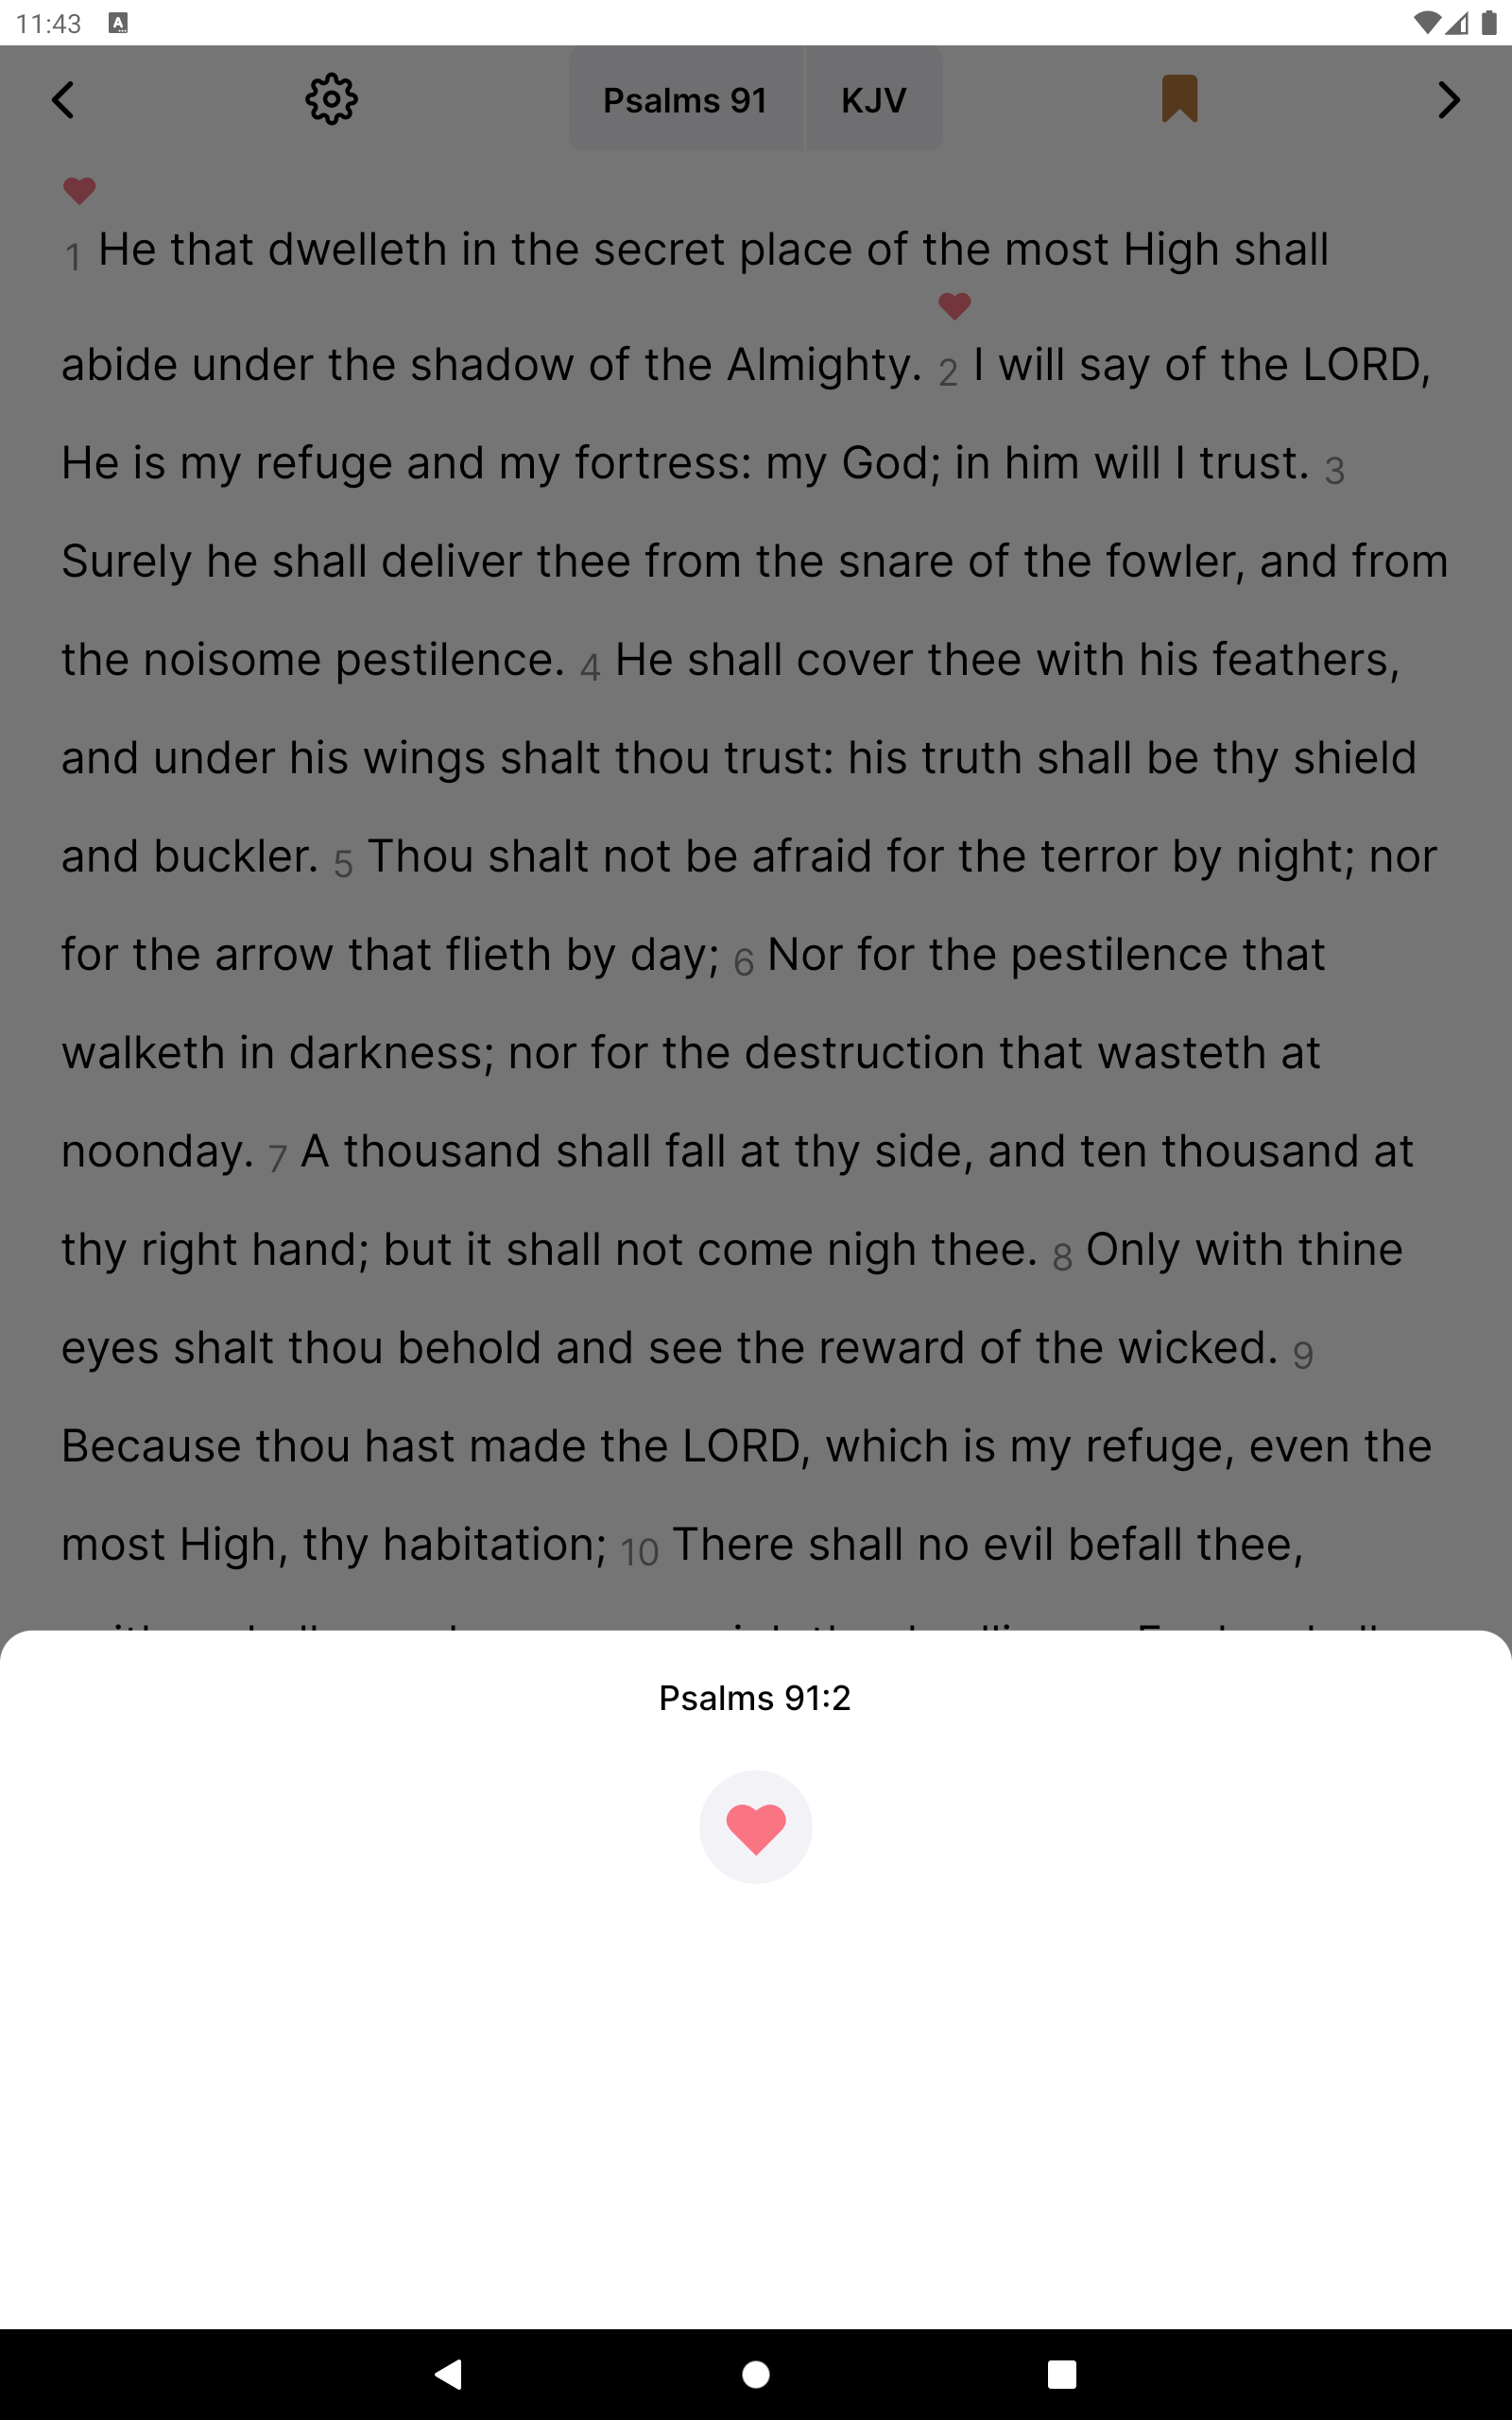 11:43
Psalms 91 KJV
1 He that dwelleth in the secret place of the most High shall
abide under the shadow of the Almighty. 2 I will say of the LORD,
He is my refuge and my fortress: my God; in him will I trust. 3
Surely he shall deliver thee from the snare of the fowler, and from
the noisome pestilence. 4 He shall cover thee with his feathers,
and under his wings shalt thou trust: his truth shall be thy shield
and buckler. 5 Thou shalt not be afraid for the terror by night; nor
for the arrow that flieth by day; 6 Nor for the pestilence that
walketh in darkness; nor for the destruction that wasteth at
noonday. 7 A thousand shall fall at thy side, and ten thousand at
thy right hand; but it shall not come nigh thee. 8 Only with thine
eyes shalt thou behold and see the reward of the wicked. 9
Because thou hast made the LORD, which is my refuge, even the
most High, thy habitation; 10 There shall no evil befall thee,
Psalms 91:2